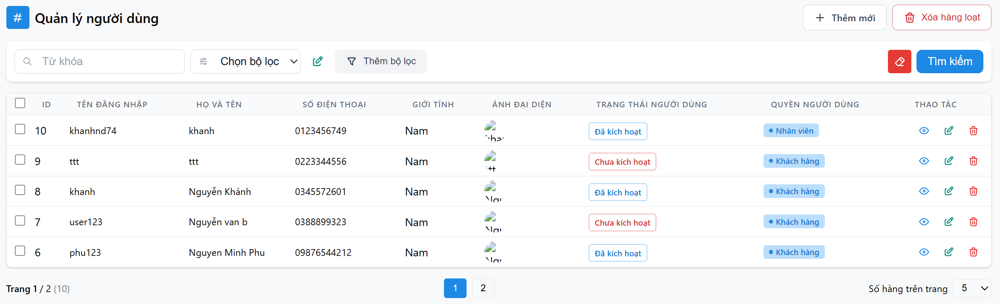 # Quản lý người dùng
Thêm mới
Xóa hàng loạt
Từ khóa
Chọn bộ lọc
Thêm bộ lọc
Tìm kiếm
ID TÊN ĐĂNG NHẬP HỌ VÀ TÊN SỐ ĐIỆN THOẠI GIỚI TÍNH ẢNH ĐẠI DIỆN TRẠNG THÁI NGƯỜI DÙNG QUYỀN NGƯỜI DÙNG THAO TÁC
10 khanhnd74 khanh 0123456749 Nam Đã kích hoạt Nhân viên
9 ttt ttt 0223344556 Nam ttt Chưa kích hoạt Khách hàng
8 khanh Nguyễn Khánh 0345572601 Nam Đã kích hoạt Khách hàng
7 user123 Nguyễn van b 0388899323 Nam Chưa kích hoạt Khách hàng
6 phu123 Nguyen Minh Phu 09876544212 Nam Đã kích hoạt Khách hàng
Trang 1 / 2 (10)
1 2
Số hàng trên trang 5